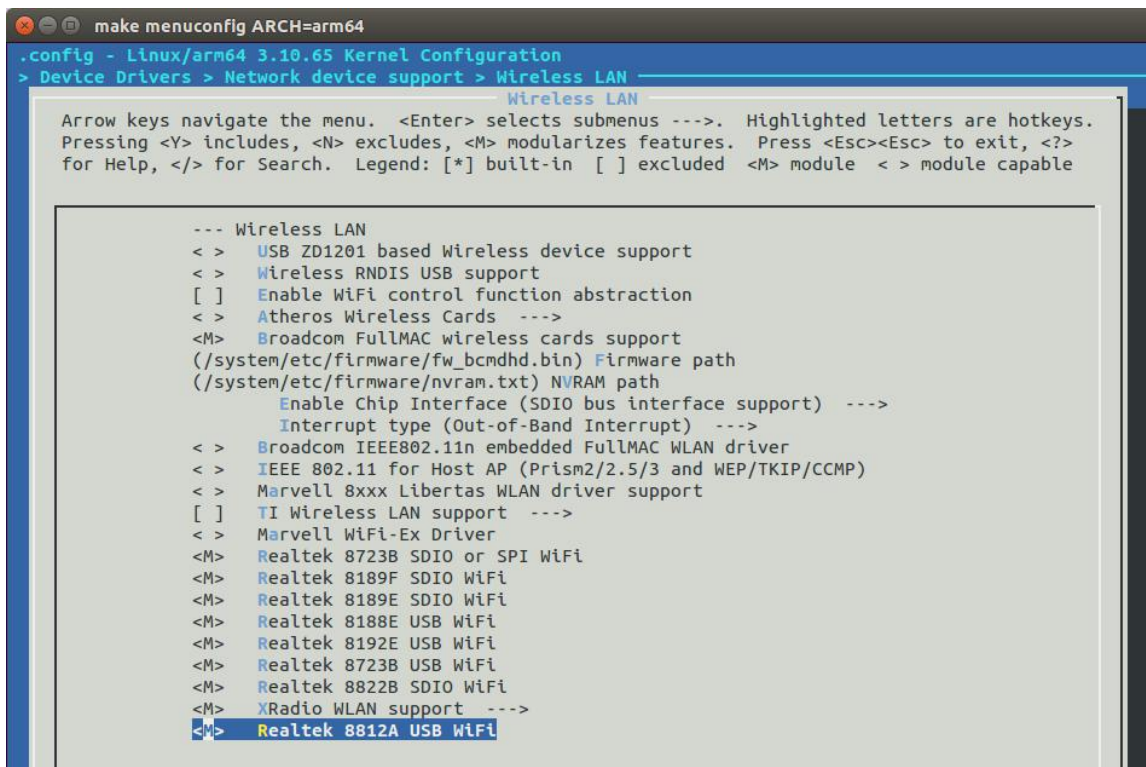 make menuconfig ARCH=arm64
.config - Linux/arm64 3.10.65 Kernel Configuration
> Device Drivers > Network device support > Wireless LAN
Wireless LAN
Arrow keys navigate the menu.  <Enter> selects submenus --->.  Highlighted letters are hotkeys.
Pressing <Y> includes, <N> excludes, <M> modularizes features.  Press <Esc><Esc> to exit, <?>
for Help, </> for Search.  Legend: [*] built-in  [ ] excluded  <M> module  < > module capable
--- Wireless LAN
< >   USB ZD1201 based Wireless device support
< >   Wireless RNDIS USB support
[ ]   Enable WiFi control function abstraction
< >   Atheros Wireless Cards  --->
<M>   Broadcom FullMAC wireless cards support
(/system/etc/firmware/fw_bcmdhd.bin) Firmware path
(/system/etc/firmware/nvram.txt) NVRAM path
Enable Chip Interface (SDIO bus interface support)  --->
Interrupt type (Out-of-Band Interrupt)  --->
< >   Broadcom IEEE802.11n embedded FullMAC WLAN driver
< >   IEEE 802.11 for Host AP (Prism2/2.5/3 and WEP/TKIP/CCMP)
< >   Marvell 8xxx Libertas WLAN driver support
[ ]   TI Wireless LAN support  --->
< >   Marvell WiFi-Ex Driver
<M>   Realtek 8723B SDIO or SPI WiFi
<M>   Realtek 8189F SDIO WiFi
<M>   Realtek 8189E SDIO WiFi
<M>   Realtek 8188E USB WiFi
<M>   Realtek 8192E USB WiFi
<M>   Realtek 8723B USB WiFi
<M>   Realtek 8822B SDIO WiFi
<M>   XRadio WLAN support  --->
<M>   Realtek 8812A USB WiFi